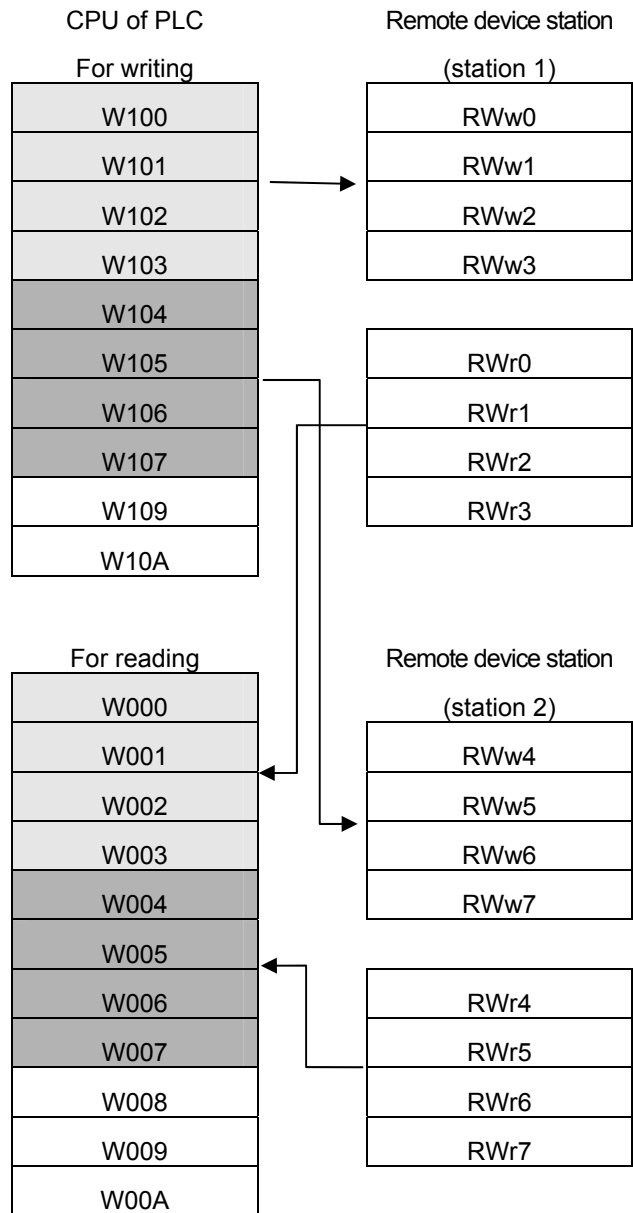 CPU of PLC
For writing
W100
W101
W102
W103
W104
W105
W106
W107
W109
W10A
Remote device station
(station 1)
RWw0
RWw1
RWw2
RWw3
RWr0
RWr1
RWr2
RWr3
For reading
W000
W001
W002
W003
W004
W005
W006
W007
W008
W009
W00A
Remote device station
(station 2)
RWw4
RWw5
RWw6
RWw7
RWr4
RWr5
RWr6
RWr7